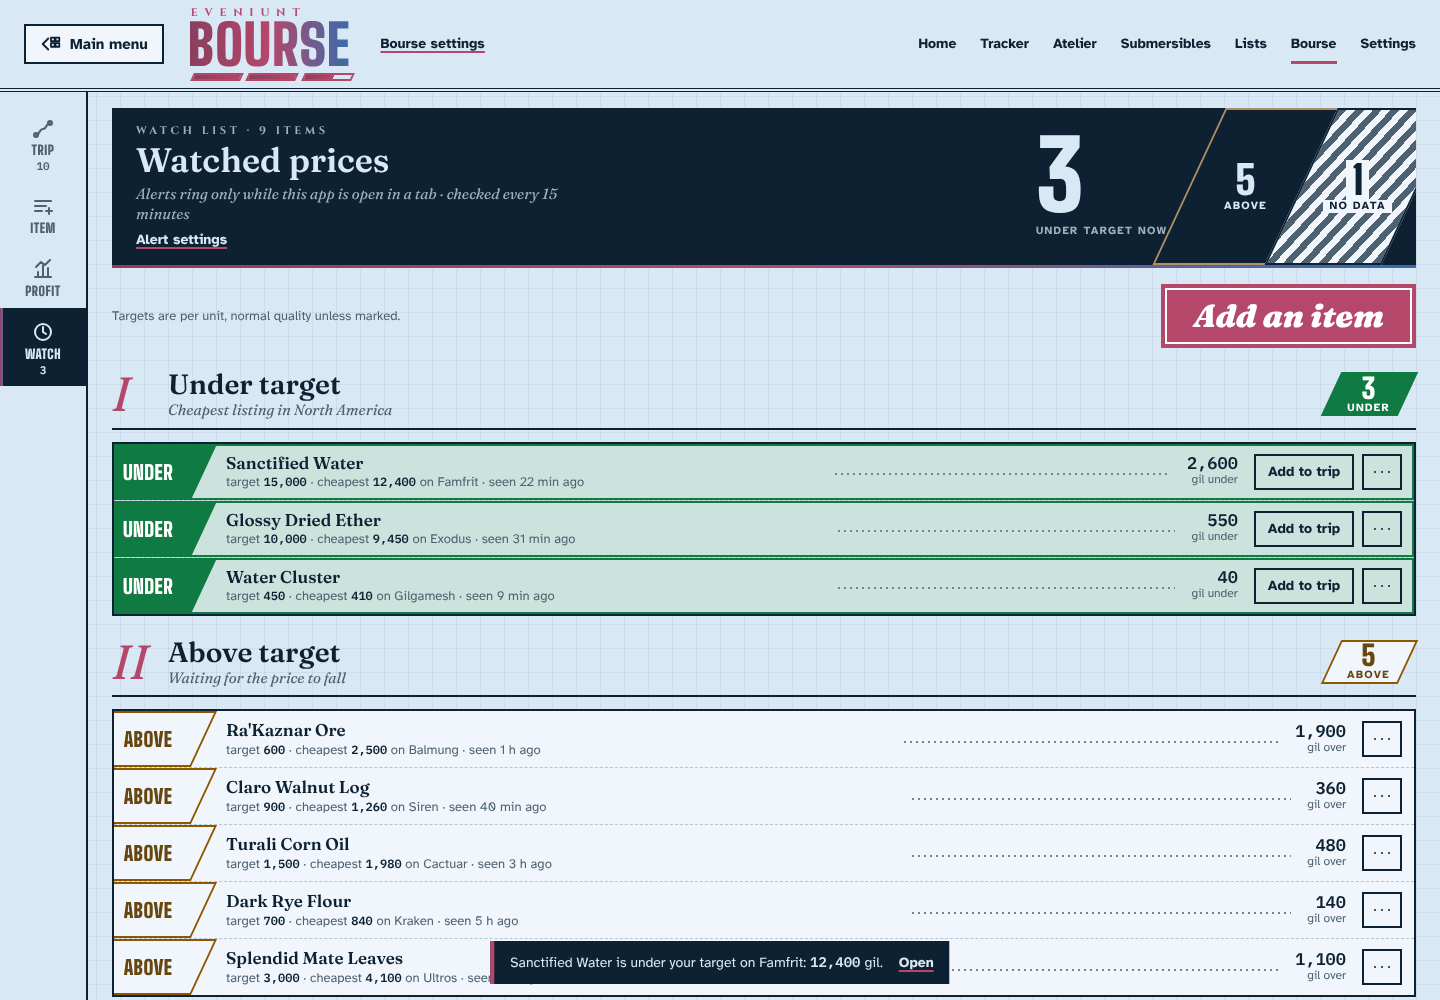 Main menu
EVENIUNT
BOURSE
Bourse settings
Home
Tracker
Atelier
Submersibles
Lists
Bourse
Settings
TRIP
10
ITEM
PROFIT
WATCH
3
WATCH LIST · 9 ITEMS
Watched prices
Alerts ring only while this app is open in a tab · checked every 15
minutes
Alert settings
3
UNDER TARGET NOW
5
ABOVE
1
NO DATA
Targets are per unit, normal quality unless marked.
Add an item
I
Under target
Cheapest listing in North America
3
UNDER
UNDER
Sanctified Water
target 15,000 · cheapest 12,400 on Famfrit · seen 22 min ago
2,600
gil under
Add to trip
···
UNDER
Glossy Dried Ether
target 10,000 · cheapest 9,450 on Exodus · seen 31 min ago
550
gil under
Add to trip
···
UNDER
Water Cluster
target 450 · cheapest 410 on Gilgamesh · seen 9 min ago
40
gil under
Add to trip
···
II
Above target
Waiting for the price to fall
5
ABOVE
ABOVE
Ra'Kaznar Ore
target 600 · cheapest 2,500 on Balmung · seen 1 h ago
1,900
gil over
···
ABOVE
Claro Walnut Log
target 900 · cheapest 1,260 on Siren · seen 40 min ago
360
gil over
···
ABOVE
Turali Corn Oil
target 1,500 · cheapest 1,980 on Cactuar · seen 3 h ago
480
gil over
···
ABOVE
Dark Rye Flour
target 700 · cheapest 840 on Kraken · seen 5 h ago
140
gil over
···
ABOVE
Splendid Mate Leaves
target 3,000 · cheapest 4,100 on Ultros ·
1,100
gil over
···
Sanctified Water is under your target on Famfrit: 12,400 gil.
Open